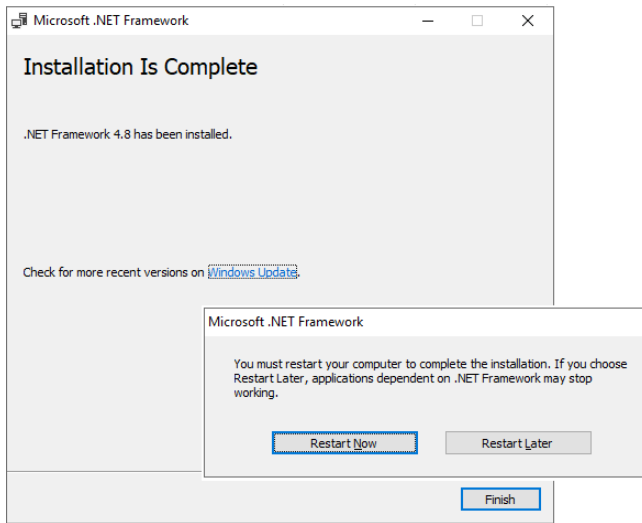 Microsoft .NET Framework
Installation Is Complete
.NET Framework 4.8 has been installed.
Check for more recent versions on Windows Update.
Microsoft .NET Framework
You must restart your computer to complete the installation. If you choose
Restart Later, applications dependent on .NET Framework may stop
working.
Restart Now
Restart Later
Finish